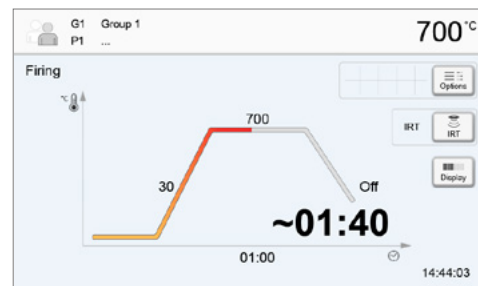 G1 Group 1
P1 ...
700°C
Firing
Options
°C
700
IRT
IRT
30
Off
Display
~01:40
01:00
14:44:03